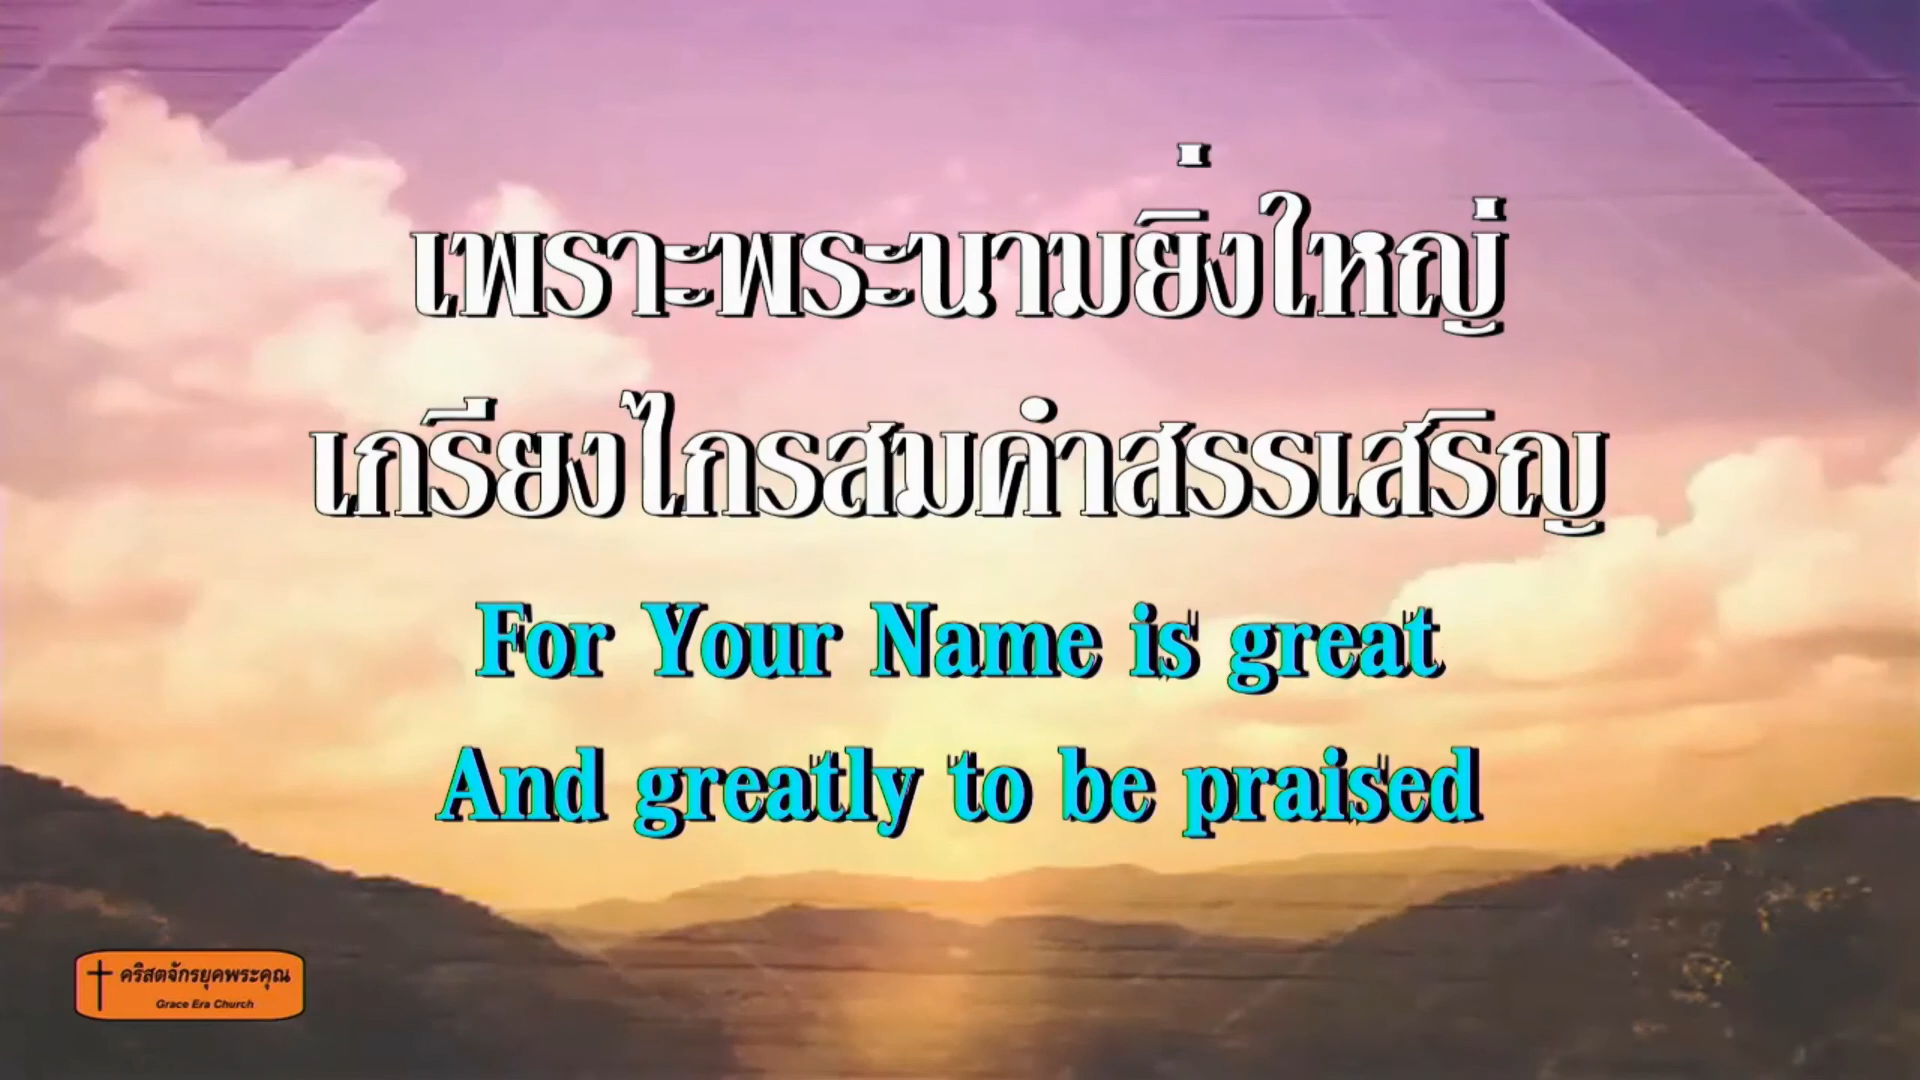 เพราะพระนามยิ่งใหญ่
เกรียงไกรสมคำสรรเสริญ
For Your Name is great
And greatly to be praised
คริสตจักรยุคพระคุณ
Grace Era Church